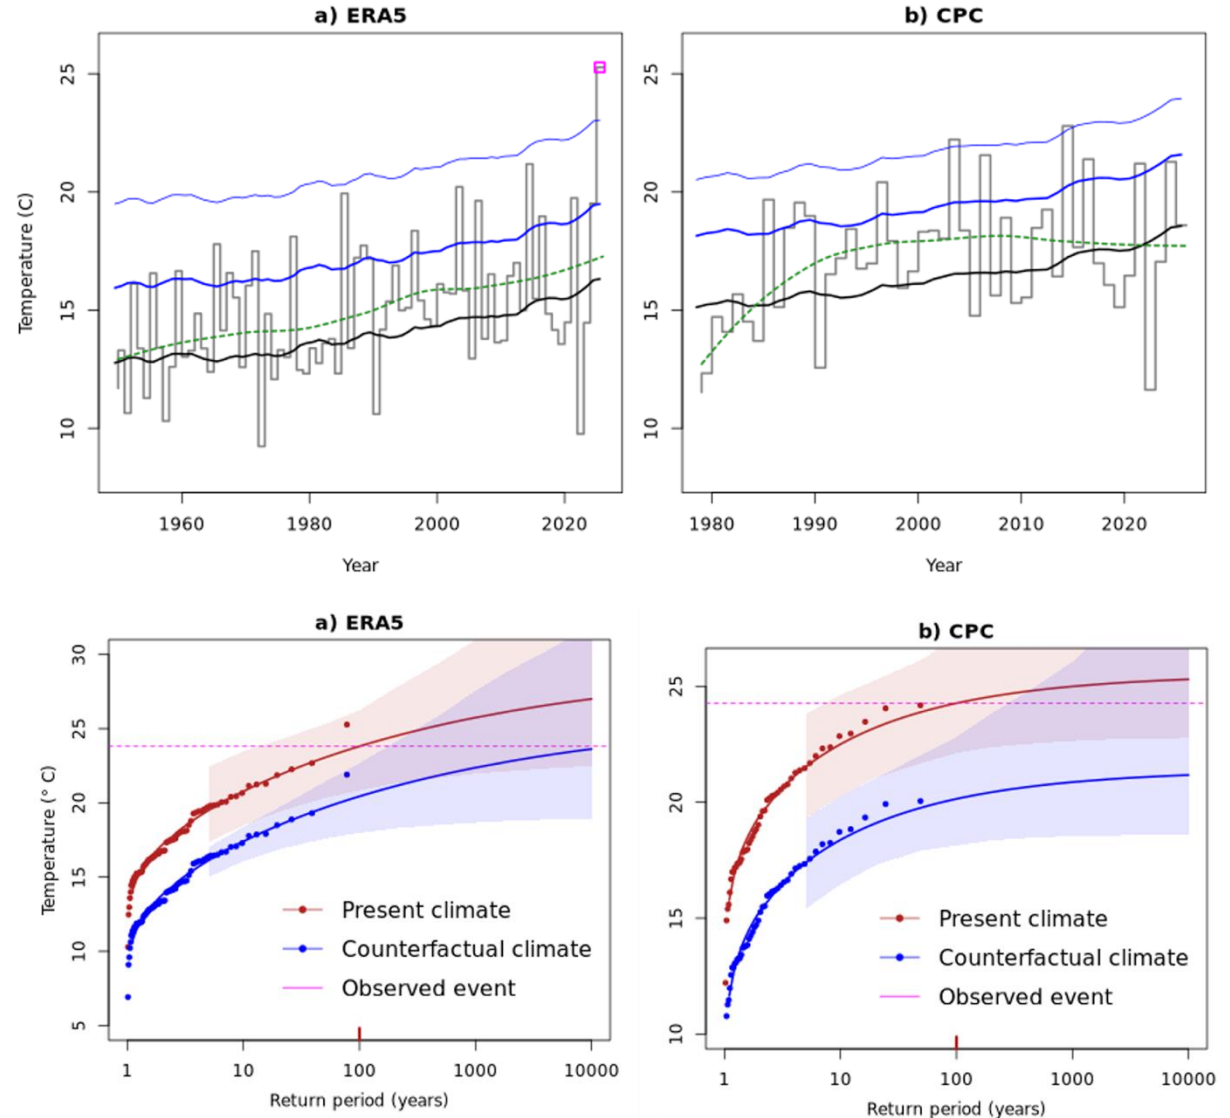 a) ERA5
b) CPC
Temperature (C)
25
20
15
10
25
20
15
10
1960
1980
2000
2020
1980
1990
2000
2010
2020
Year
Year
a) ERA5
b) CPC
Temperature (° C)
30
25
20
15
10
5
25
20
15
10
Present climate
Counterfactual climate
Observed event
Present climate
Counterfactual climate
Observed event
1
10
100
1000
10000
1
10
100
1000
10000
Return period (years)
Return period (years)